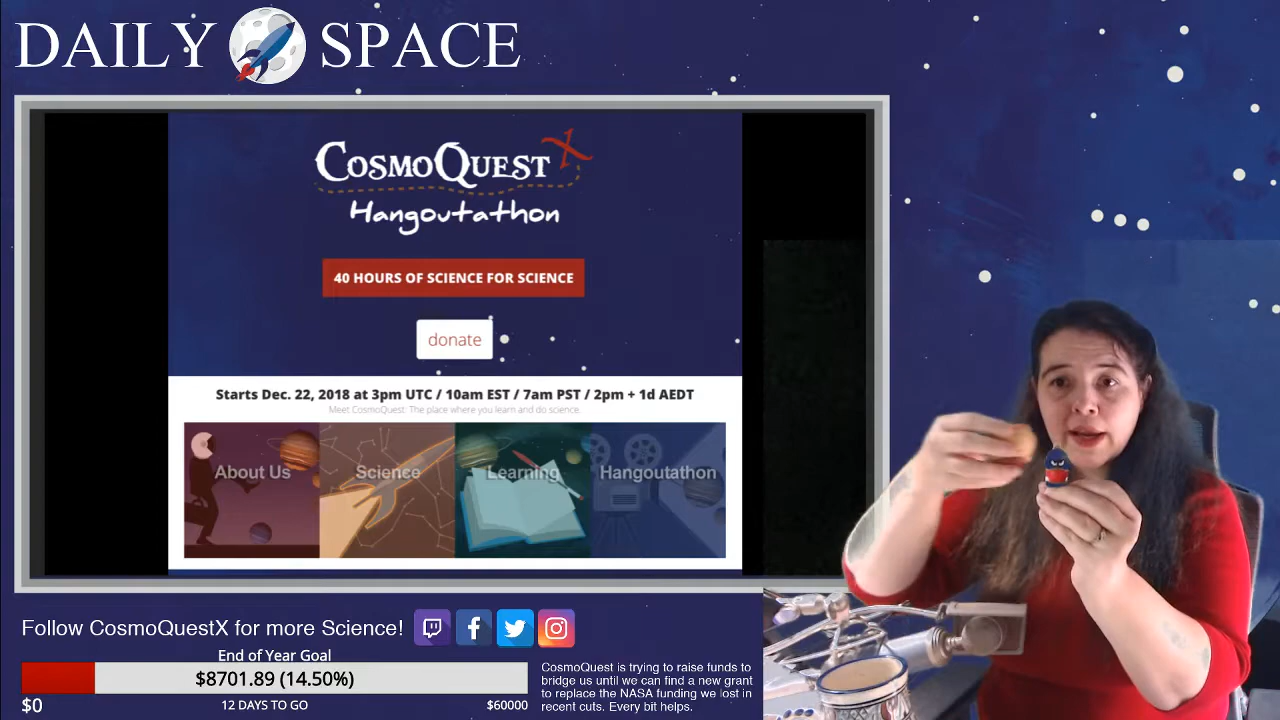 DAILY SPACE
COSMOQUEST X
Hangoutathon
40 HOURS OF SCIENCE FOR SCIENCE
donate
Starts Dec. 22, 2018 at 3pm UTC / 10am EST / 7am PST / 2pm + 1d AEDT
Meet CosmoQuest: The place where you learn and do science.
About Us
Science
Learning
Hangoutathon
Follow CosmoQuestX for more Science!
End of Year Goal
$8701.89 (14.50%)
$0
12 DAYS TO GO
$60000
CosmoQuest is trying to raise funds to
bridge us until we can find a new grant
to replace the NASA funding we lost in
recent cuts. Every bit helps.